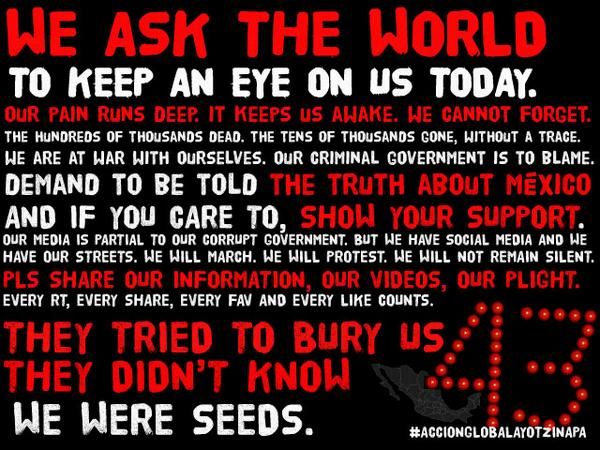 WE ASK THE WORLD
TO KEEP AN EYE ON US TODAY.
OUR PAIN RUNS DEEP. IT KEEPS US AWAKE. WE CANNOT FORGET.
THE HUNDREDS OF THOUSANDS DEAD. THE TENS OF THOUSANDS GONE, WITHOUT A TRACE.
WE ARE AT WAR WITH OURSELVES. OUR CRIMINAL GOVERNMENT IS TO BLAME.
DEMAND TO BE TOLD THE TRUTH ABOUT MÉXICO
AND IF YOU CARE TO, SHOW YOUR SUPPORT.
OUR MEDIA IS PARTIAL TO OUR CORRUPT GOVERNMENT. BUT WE HAVE SOCIAL MEDIA AND WE
HAVE OUR STREETS. WE WILL MARCH. WE WILL PROTEST. WE WILL NOT REMAIN SILENT.
PLS SHARE OUR INFORMATION, OUR VIDEOS, OUR PLIGHT.
EVERY RT, EVERY SHARE, EVERY FAV AND EVERY LIKE COUNTS.
THEY TRIED TO BURY US
THEY DIDN'T KNOW
WE WERE SEEDS.
43
#ACCIONGLOBALAYOTZINAPA